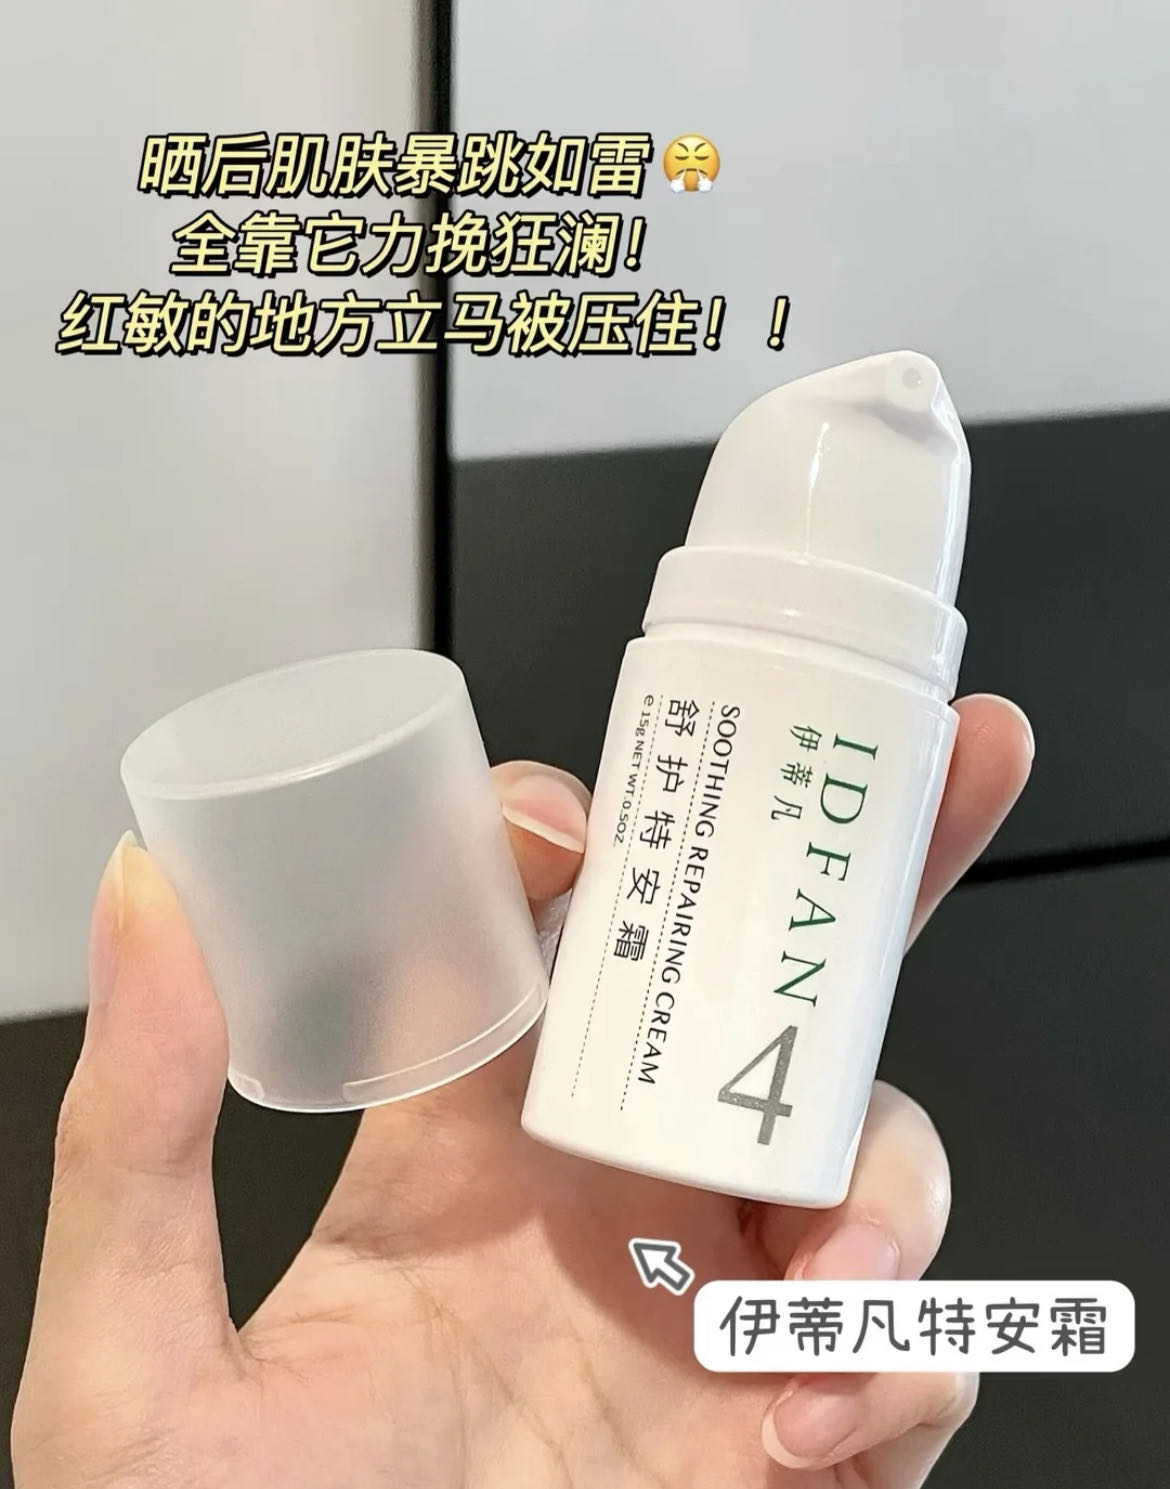 晒后肌肤暴跳如雷😤
全靠它力挽狂澜！
红敏的地方立马被压住！！
IDFAN 4
伊蒂凡
SOOTHING REPAIRING CREAM
舒护特安霜
e 15g NET WT.0.5OZ
伊蒂凡特安霜